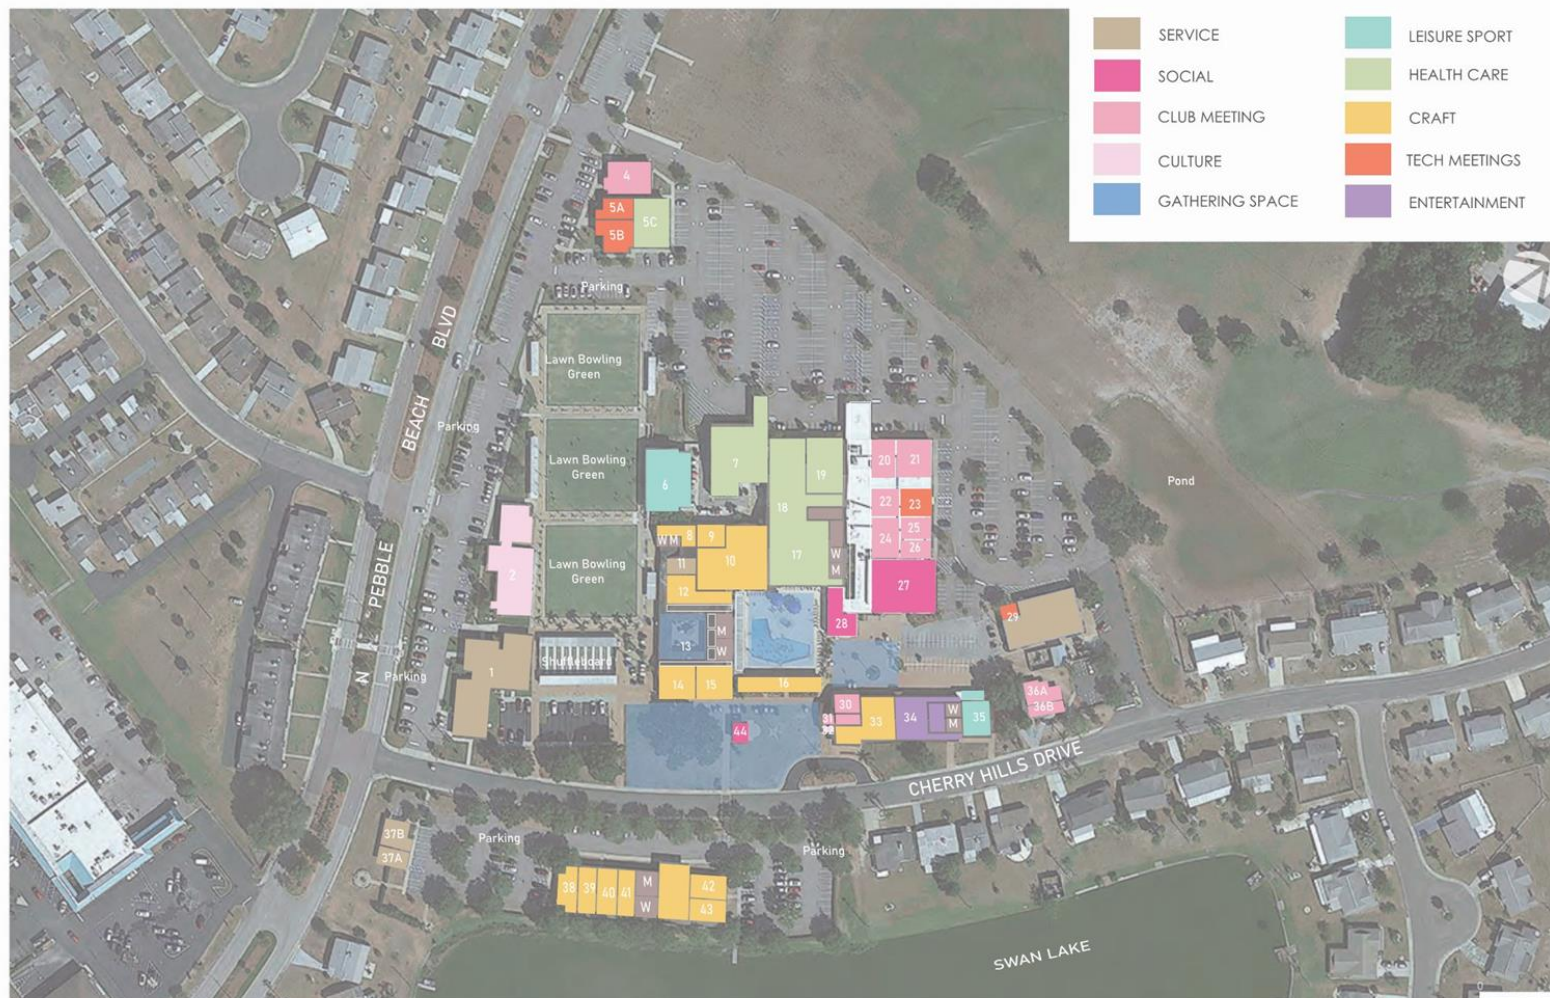 SERVICE
SOCIAL
CLUB MEETING
CULTURE
GATHERING SPACE
LEISURE SPORT
HEALTH CARE
CRAFT
TECH MEETINGS
ENTERTAINMENT
4
5A
5B
5C
Parking
Lawn Bowling
Green
N PEBBLE BEACH BLVD
Parking
Lawn Bowling
Green
6
7
18
19
20
21
22
23
24
25
26
Pond
W M
8
9
10
11
12
17
W
M
27
Lawn Bowling
Green
2
13
M
W
28
29
Shuffleboard
1
Parking
14
15
16
30
31
33
34
W
M
35
36A
36B
44
CHERRY HILLS DRIVE
37B
37A
Parking
Parking
38
39
40
41
M
W
42
43
SWAN LAKE